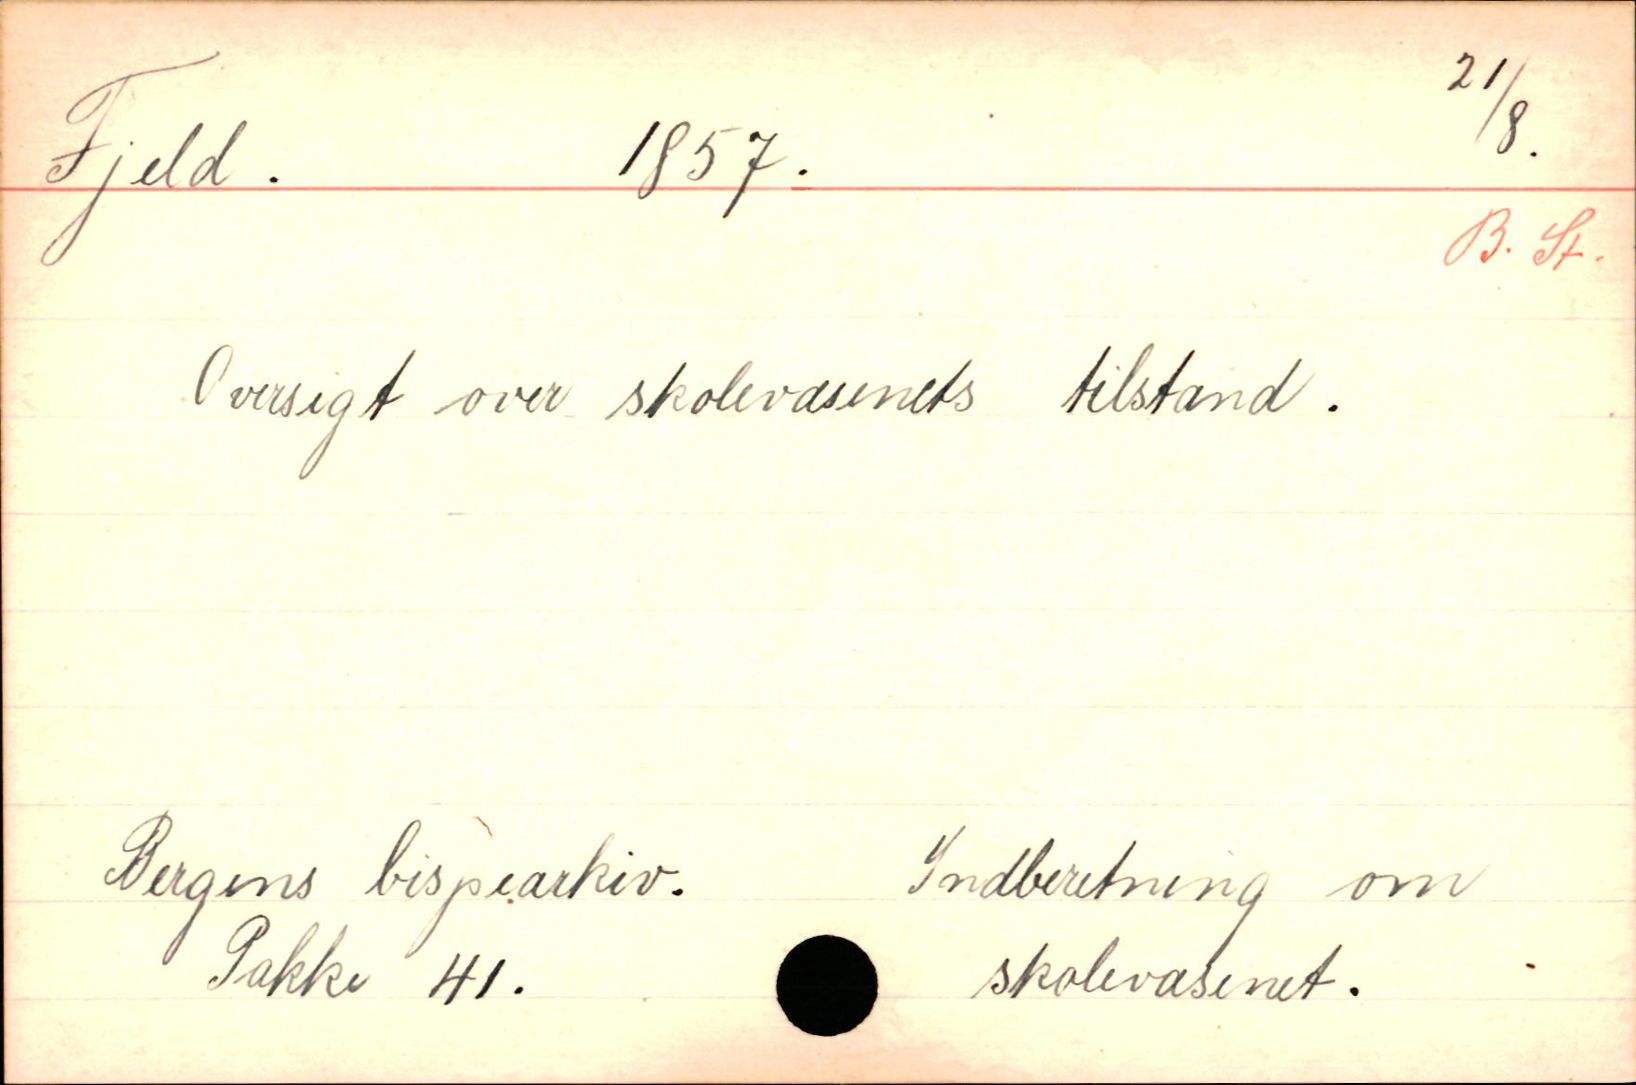 Fjeld. 1857. 21/8.
B. St.
Oversigt over skolevæsenets tilstand.
Bergens bispearkiv. Indberetning om
Pakke 41. skolevæsenet.